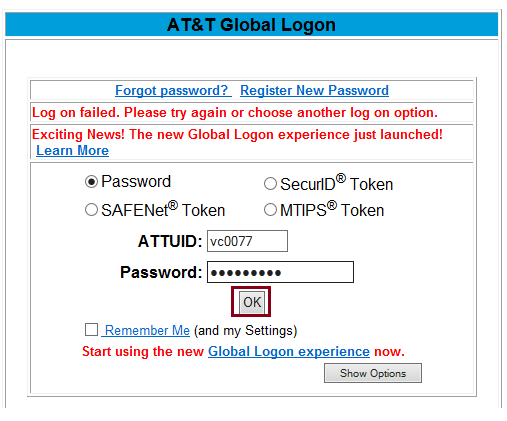 AT&T Global Logon
Forgot password? Register New Password
Log on failed. Please try again or choose another log on option.
Exciting News! The new Global Logon experience just launched!
Learn More
Password SecurID® Token
SAFENet® Token MTIPS® Token
ATTUID: vc0077
Password: ●●●●●●●●●
OK
Remember Me (and my Settings)
Start using the new Global Logon experience now.
Show Options